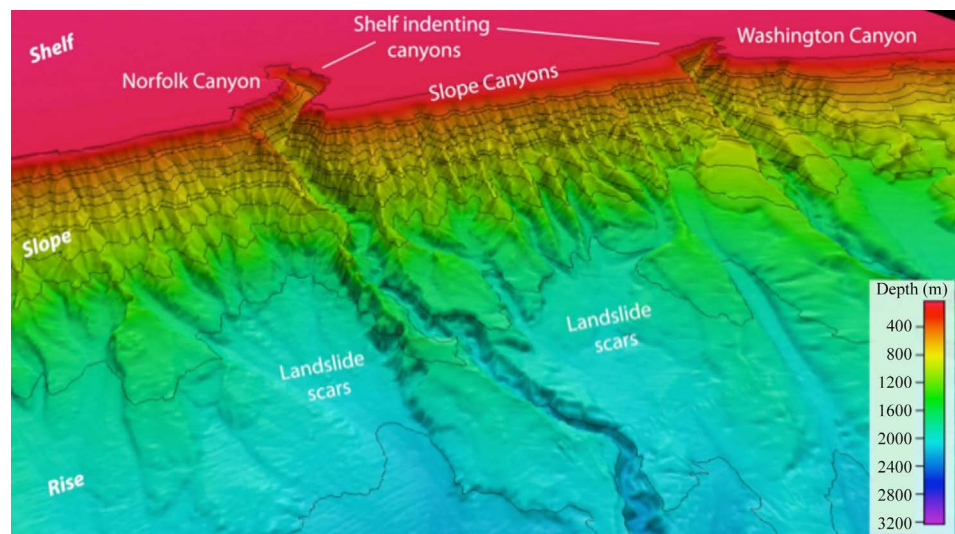 Shelf
Shelf indenting
canyons
Washington Canyon
Norfolk Canyon
Slope Canyons
Slope
Landslide
scars
Landslide
scars
Rise
Depth (m)
400
800
1200
1600
2000
2400
2800
3200